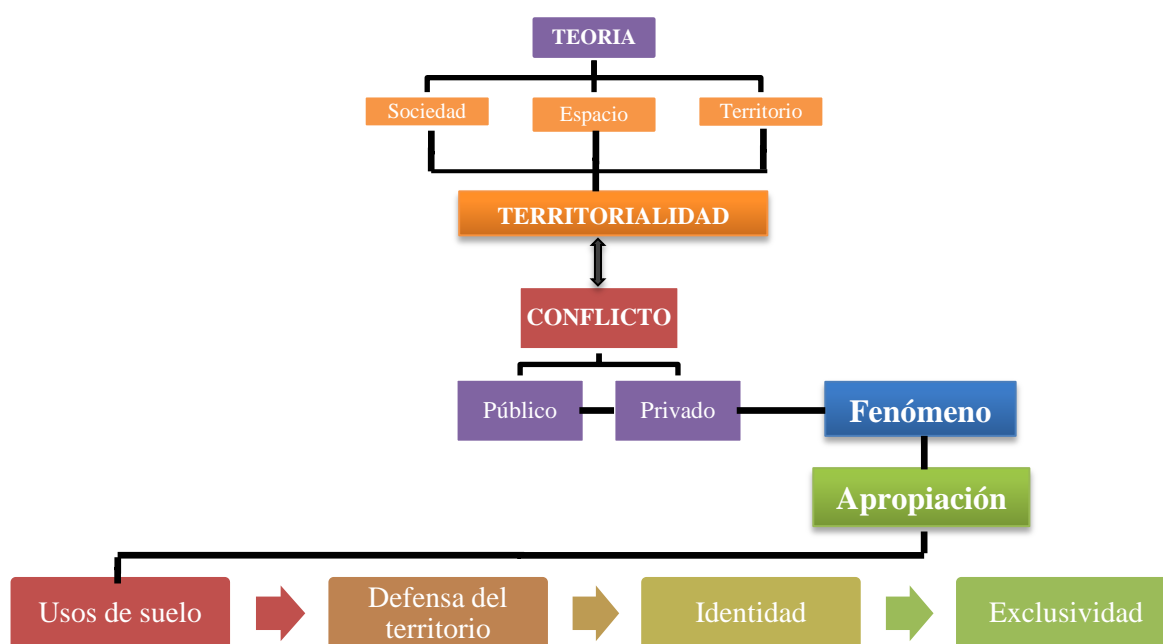 TEORIA
Sociedad
Espacio
Territorio
TERRITORIALIDAD
CONFLICTO
Público
Privado
Fenómeno
Apropiación
Usos de suelo
Defensa del
territorio
Identidad
Exclusividad